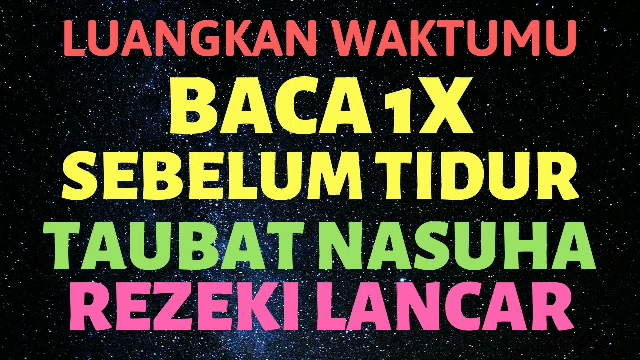 LUANGKAN WAKTUMU
BACA 1X
SEBELUM TIDUR
TAUBAT NASUHA
REZEKI LANCAR